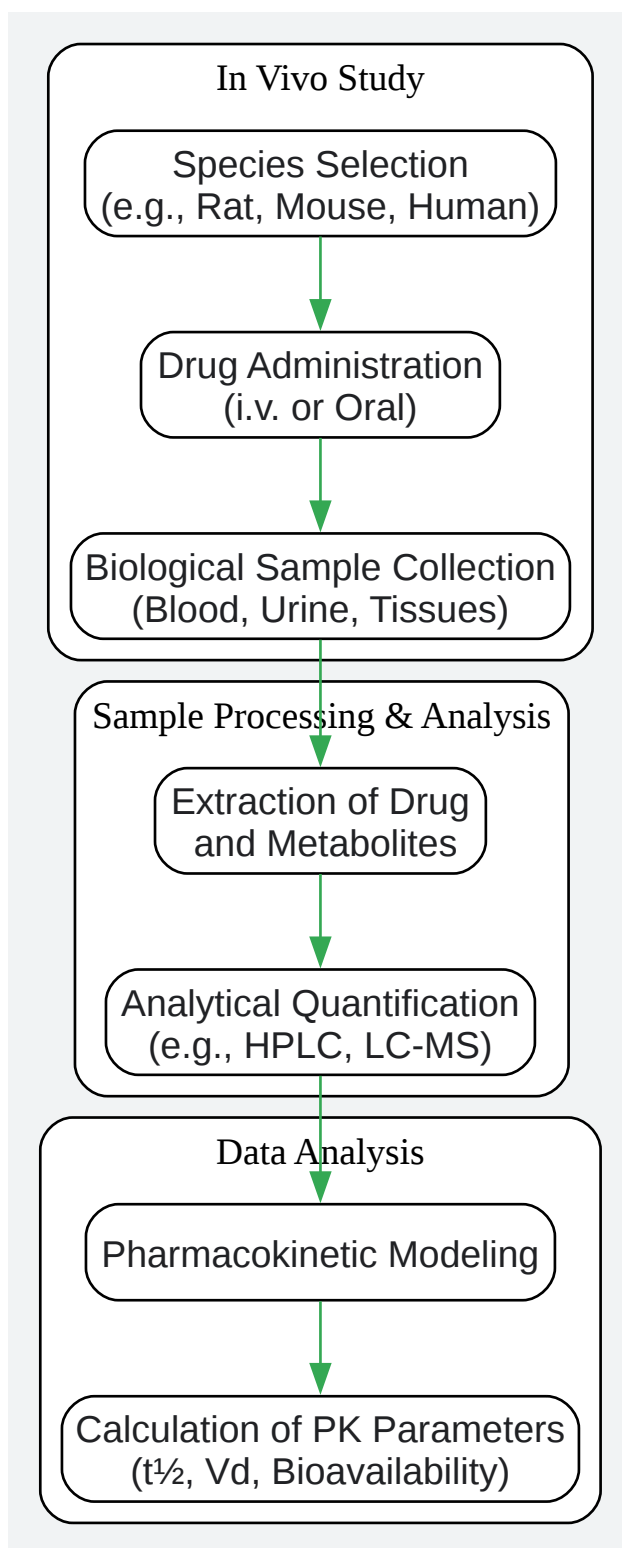 In Vivo Study
Species Selection
(e.g., Rat, Mouse, Human)
Drug Administration
(i.v. or Oral)
Biological Sample Collection
(Blood, Urine, Tissues)
Sample Processing & Analysis
Extraction of Drug
and Metabolites
Analytical Quantification
(e.g., HPLC, LC-MS)
Data Analysis
Pharmacokinetic Modeling
Calculation of PK Parameters
(t½, Vd, Bioavailability)